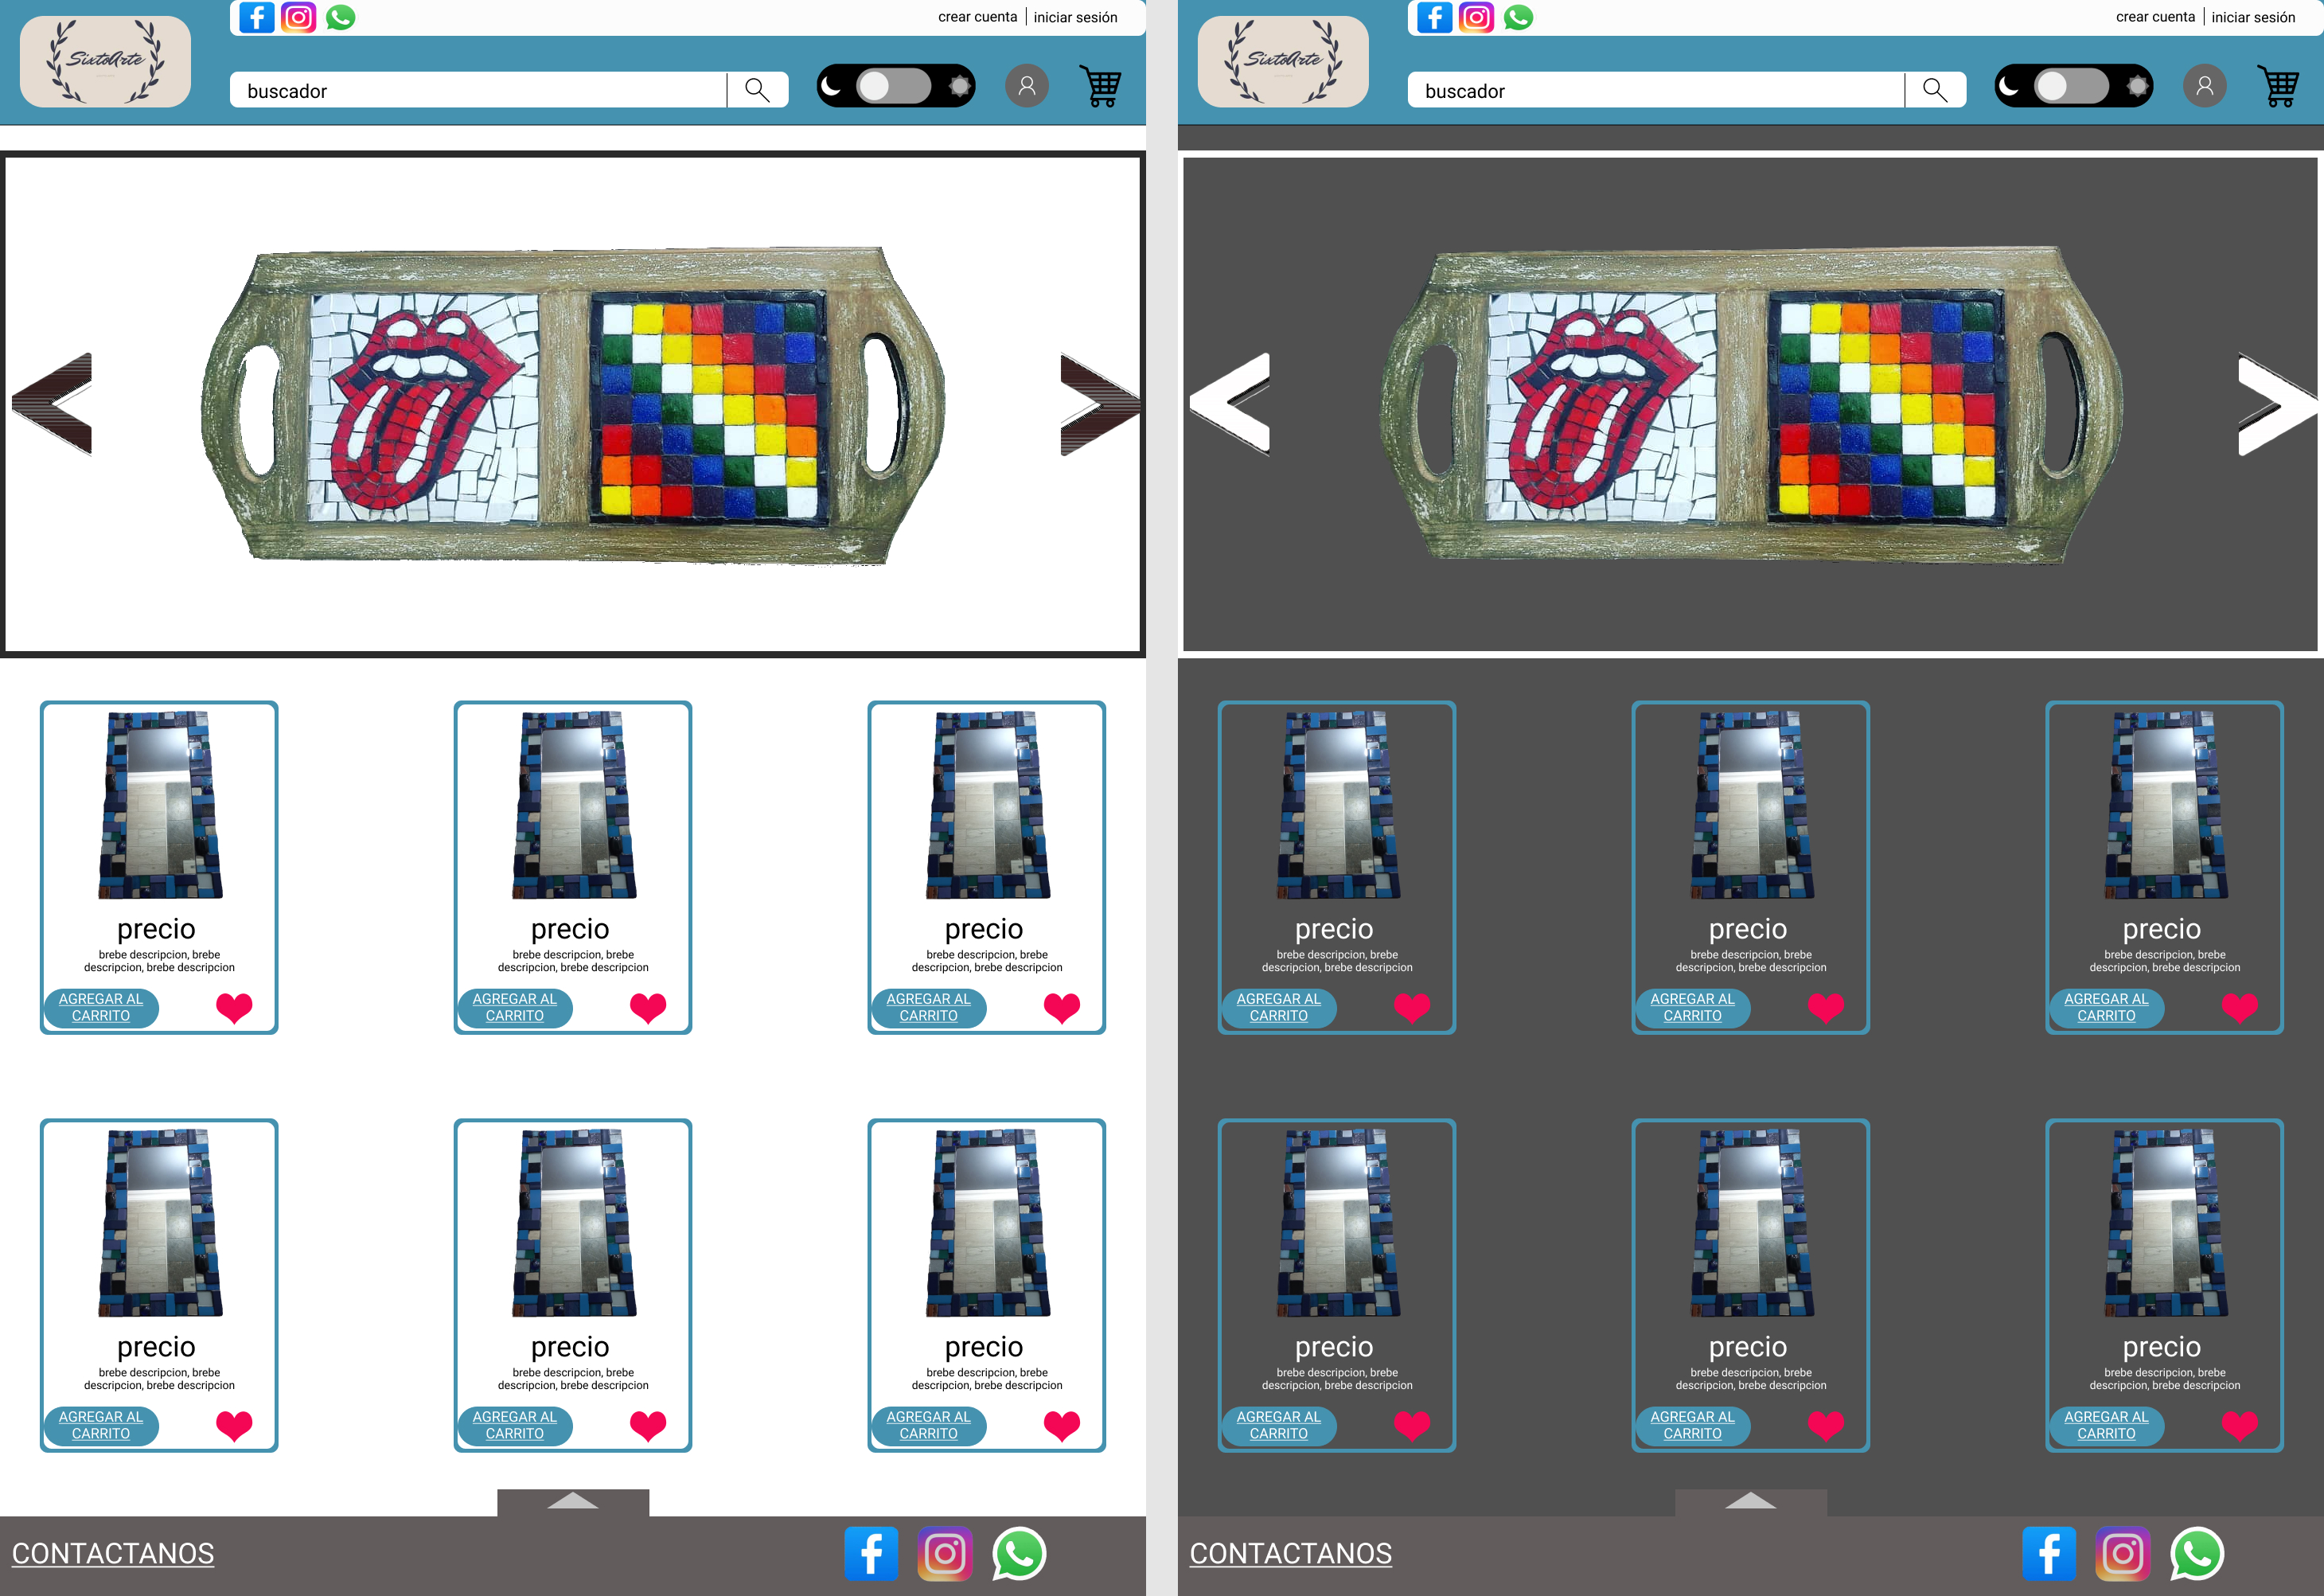 SixtoArte
crear cuenta
iniciar sesión
buscador
precio
brebe descripcion, brebe
descripcion, brebe descripcion
AGREGAR AL
CARRITO
precio
brebe descripcion, brebe
descripcion, brebe descripcion
AGREGAR AL
CARRITO
precio
brebe descripcion, brebe
descripcion, brebe descripcion
AGREGAR AL
CARRITO
precio
brebe descripcion, brebe
descripcion, brebe descripcion
AGREGAR AL
CARRITO
precio
brebe descripcion, brebe
descripcion, brebe descripcion
AGREGAR AL
CARRITO
precio
brebe descripcion, brebe
descripcion, brebe descripcion
AGREGAR AL
CARRITO
CONTACTANOS
SixtoArte
crear cuenta
iniciar sesión
buscador
precio
brebe descripcion, brebe
descripcion, brebe descripcion
AGREGAR AL
CARRITO
precio
brebe descripcion, brebe
descripcion, brebe descripcion
AGREGAR AL
CARRITO
precio
brebe descripcion, brebe
descripcion, brebe descripcion
AGREGAR AL
CARRITO
precio
brebe descripcion, brebe
descripcion, brebe descripcion
AGREGAR AL
CARRITO
precio
brebe descripcion, brebe
descripcion, brebe descripcion
AGREGAR AL
CARRITO
precio
brebe descripcion, brebe
descripcion, brebe descripcion
AGREGAR AL
CARRITO
CONTACTANOS